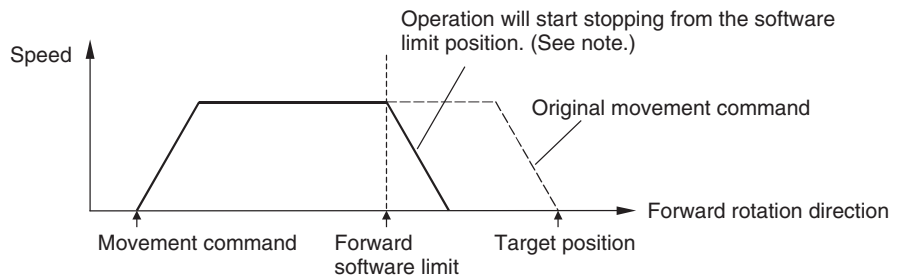 Operation will start stopping from the software
limit position. (See note.)
Speed
Original movement command
Forward rotation direction
Movement command
Forward
software limit
Target position